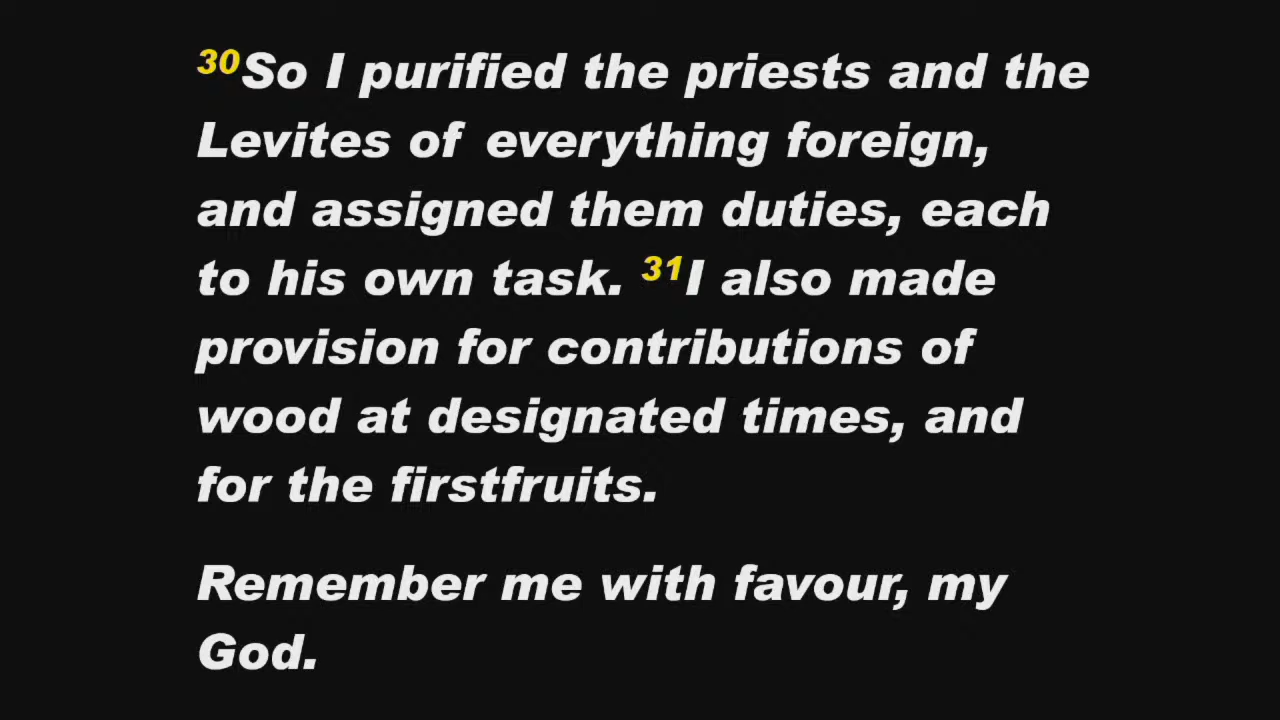 30So I purified the priests and the
Levites of everything foreign,
and assigned them duties, each
to his own task. 31I also made
provision for contributions of
wood at designated times, and
for the firstfruits.
Remember me with favour, my
God.